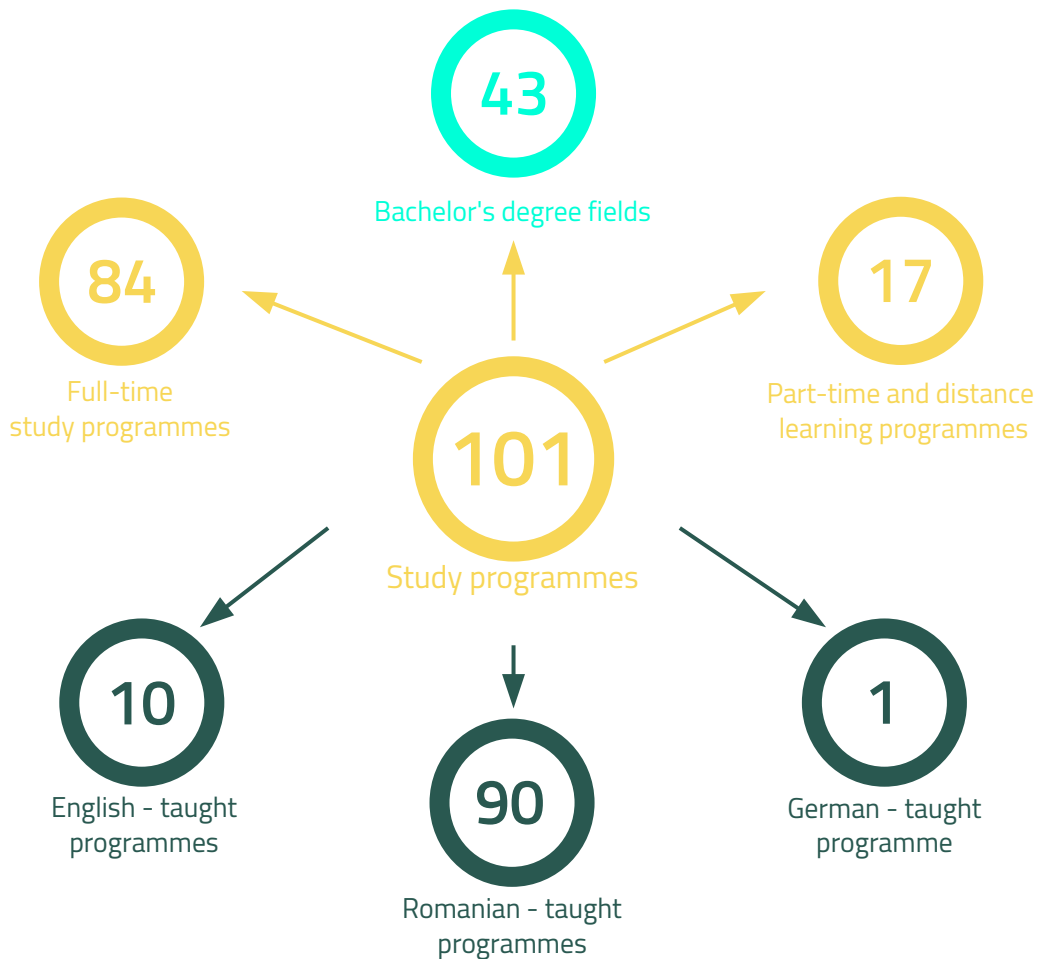 43
Bachelor's degree fields
84
Full-time
study programmes
17
Part-time and distance
learning programmes
101
Study programmes
10
English - taught
programmes
90
Romanian - taught
programmes
1
German - taught
programme